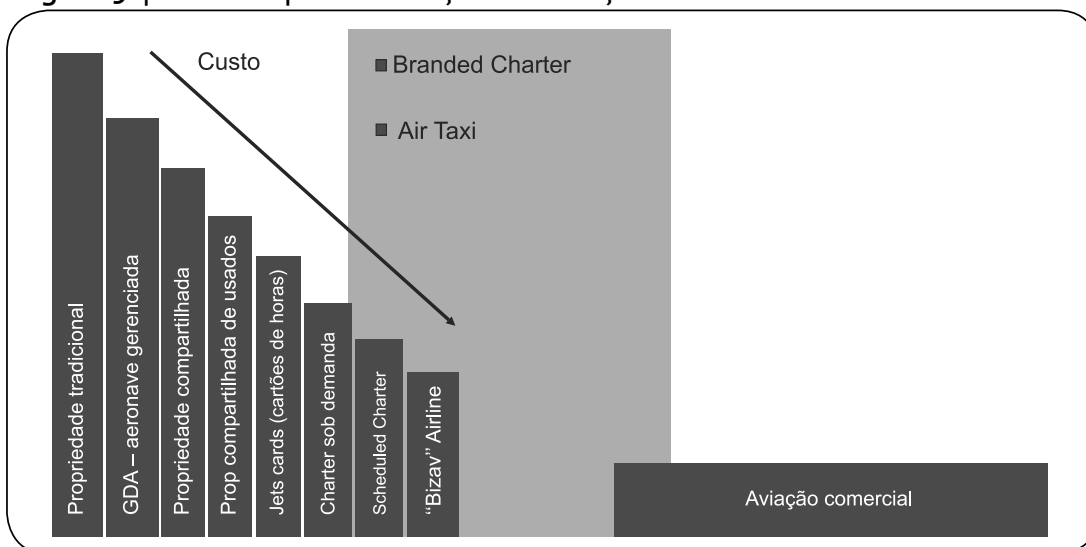 Custo
Branded Charter
Air Taxi
Propriedade tradicional
GDA – aeronave gerenciada
Propriedade compartilhada
Prop compartilhada de usados
Jets cards (cartões de horas)
Charter sob demanda
Scheduled Charter
“Bizav” Airline
Aviação comercial